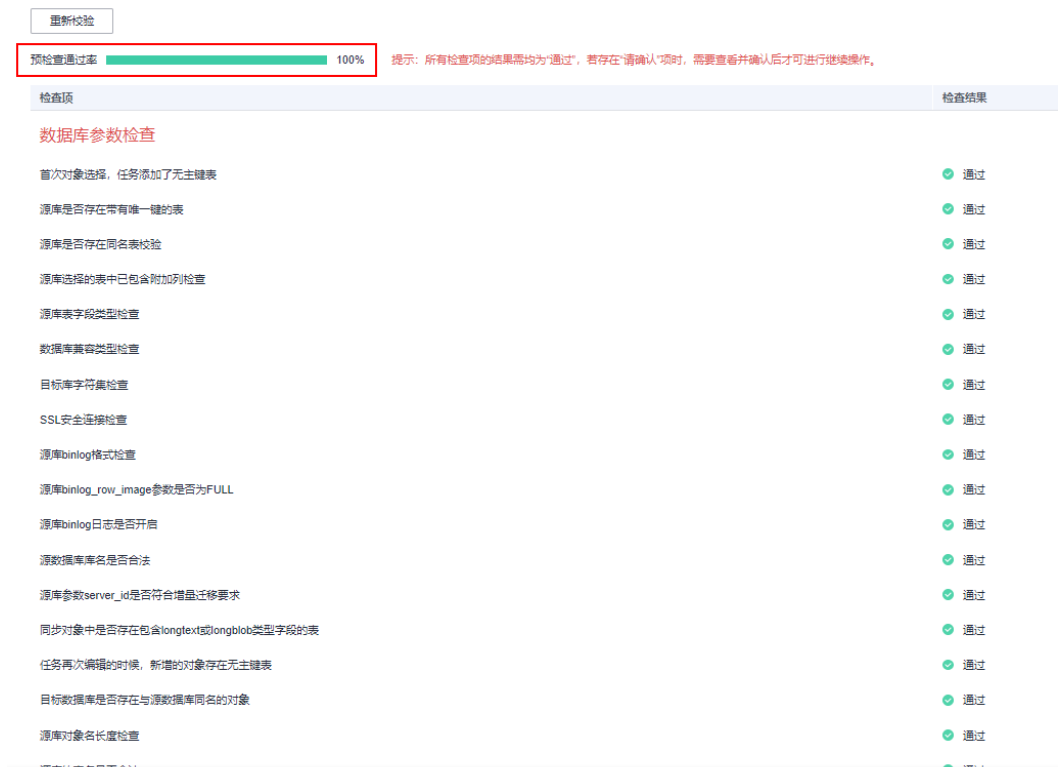 重新校验
预检查通过率 100% 提示：所有检查项的结果需均为“通过”，若存在“请确认”项时，需要查看并确认后才可进行继续操作。
检查项 检查结果
数据库参数检查
首次对象选择，任务添加了无主键表 通过
源库是否存在带有唯一键的表 通过
源库是否存在同名表校验 通过
源库选择的表中已包含附加列检查 通过
源库表字段类型检查 通过
数据库兼容类型检查 通过
目标库字符集检查 通过
SSL安全连接检查 通过
源库binlog格式检查 通过
源库binlog_row_image参数是否为FULL 通过
源库binlog日志是否开启 通过
源数据库库名是否合法 通过
源库参数server_id是否符合增量迁移要求 通过
同步对象中是否存在包含longtext或longblob类型字段的表 通过
任务再次编辑的时候，新增的对象存在无主键表 通过
目标数据库是否存在与源数据库同名的对象 通过
源库对象名长度检查 通过